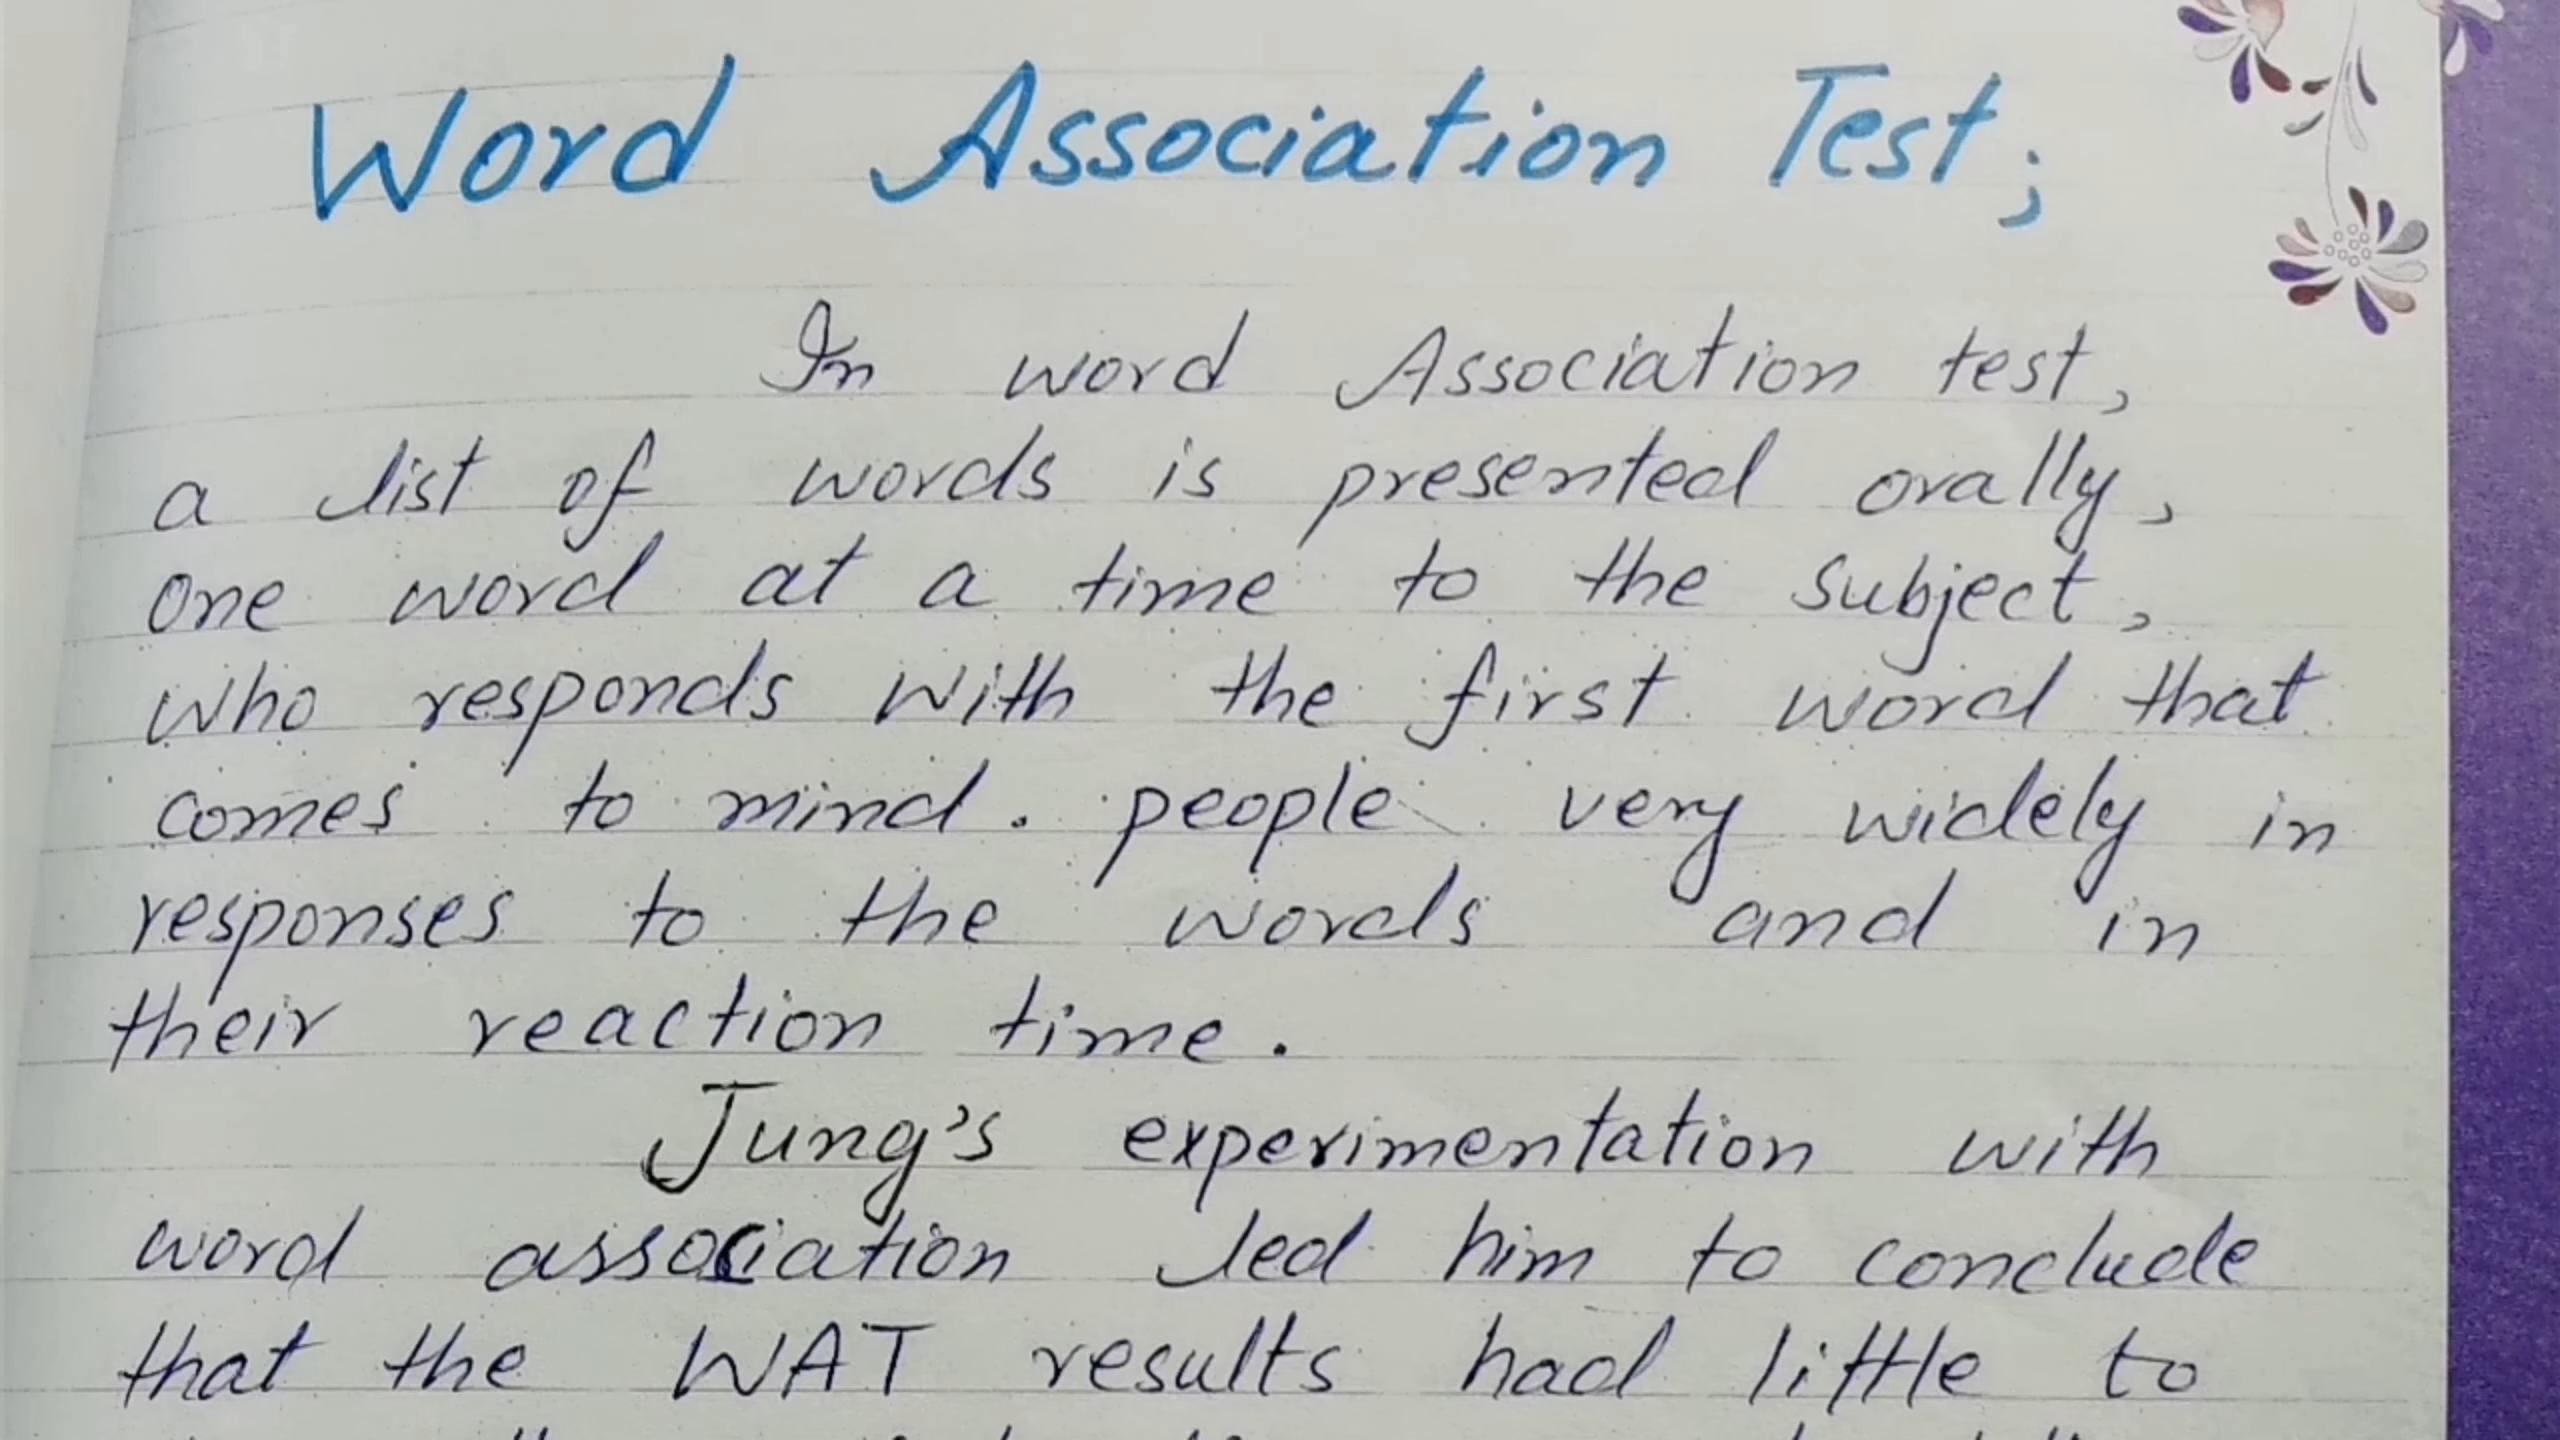 Word Association Test;
In word Association test,
a list of words is presented orally,
one word at a time to the subject,
who responds with the first word that
comes to mind. people very widely in
responses to the words and in
their reaction time.
Jung's experimentation with
word association led him to conclude
that the WAT results had little to